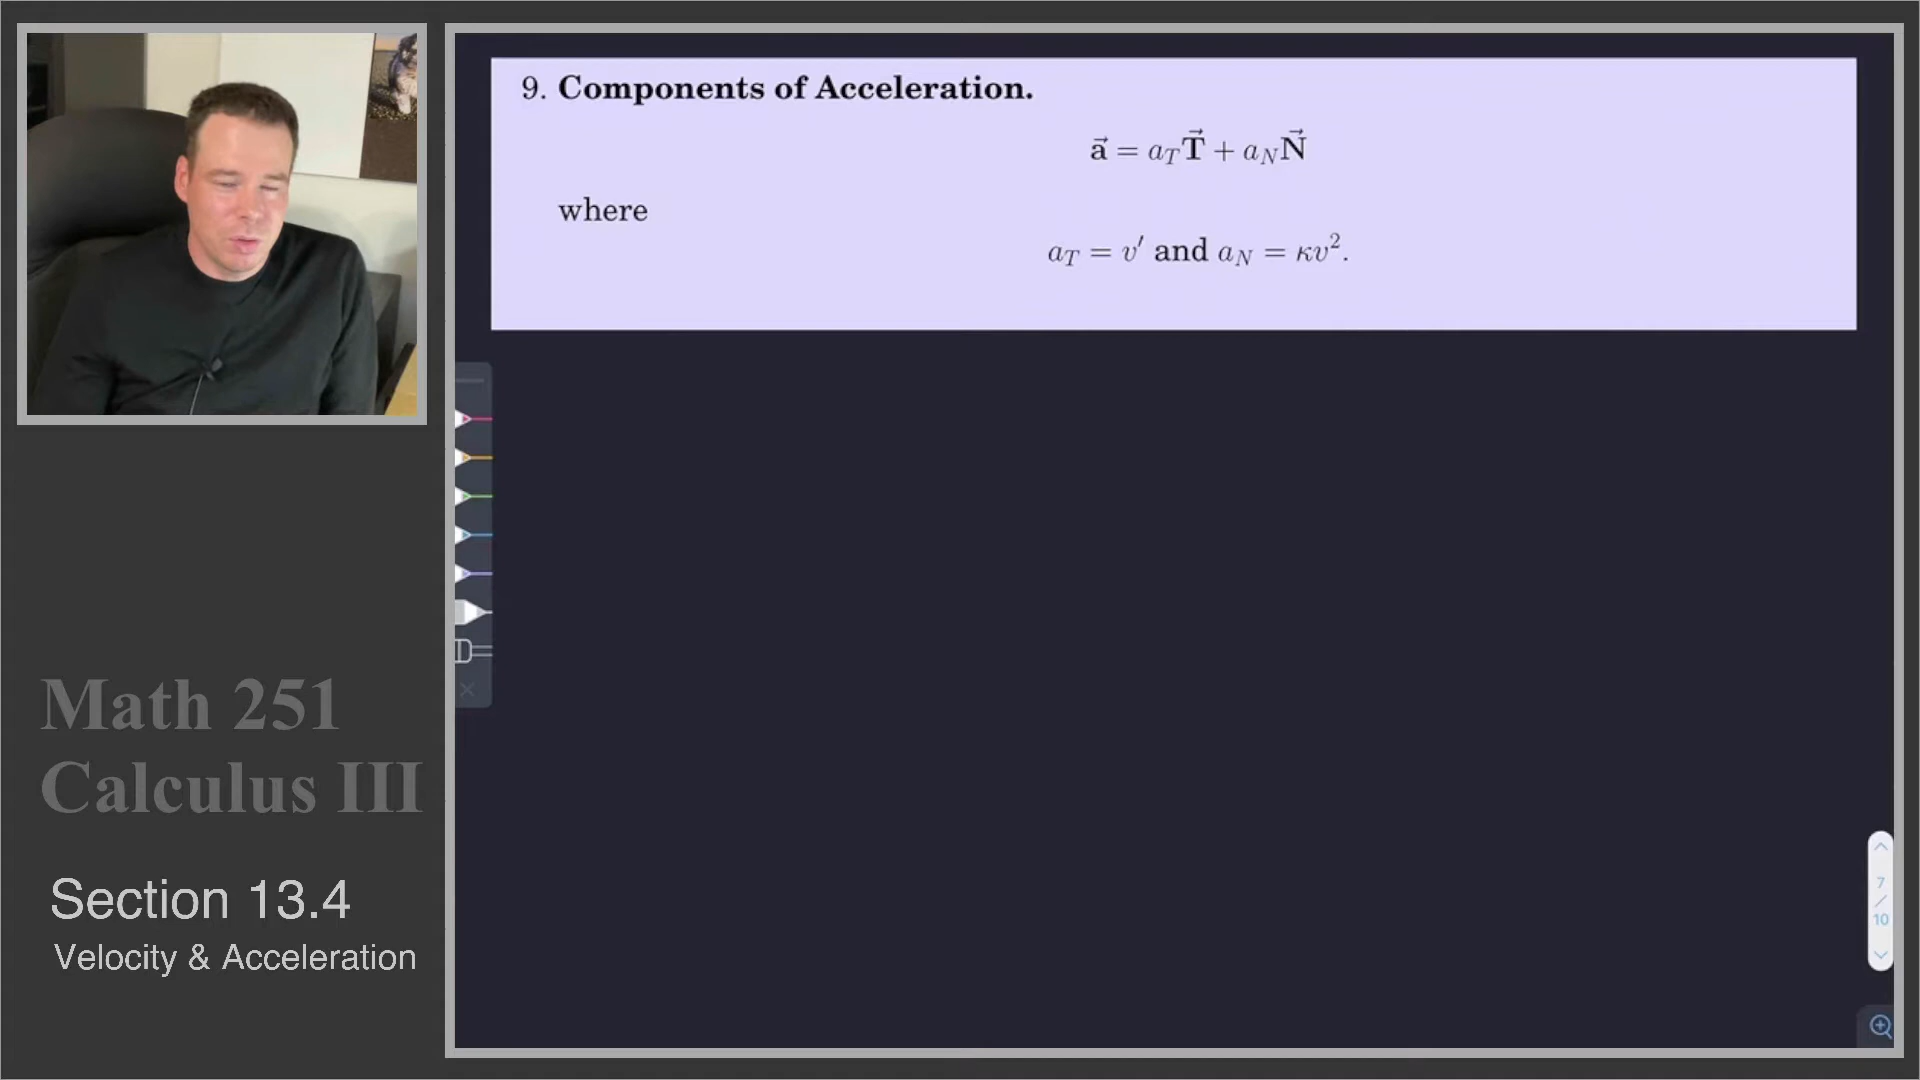 9. Components of Acceleration.
a⃗ = a_T T⃗ + a_N N⃗
where
a_T = v′ and a_N = κv².
Math 251
Calculus III
Section 13.4
Velocity & Acceleration
7
/
10